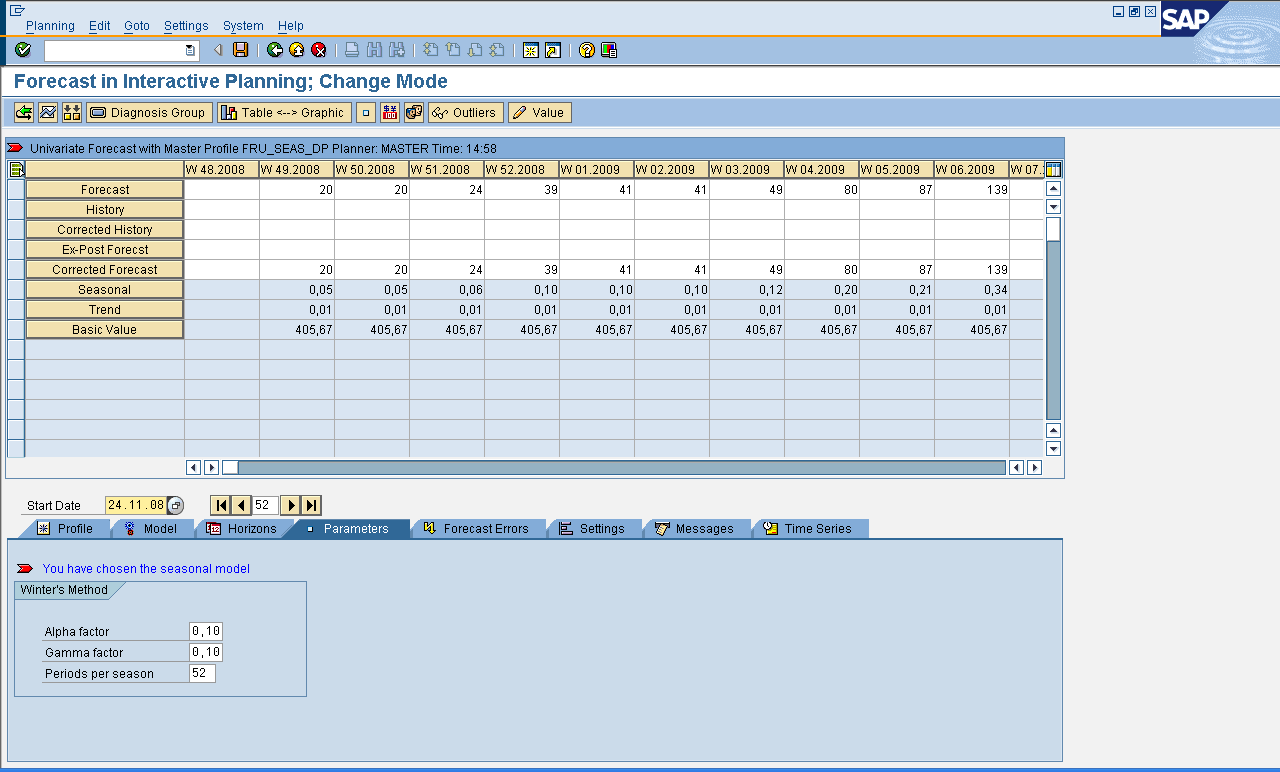 Planning Edit Goto Settings System Help
SAP
Forecast in Interactive Planning; Change Mode
Diagnosis Group Table <--> Graphic Outliers Value
Univariate Forecast with Master Profile FRU_SEAS_DP Planner: MASTER Time: 14:58
W 48.2008 W 49.2008 W 50.2008 W 51.2008 W 52.2008 W 01.2009 W 02.2009 W 03.2009 W 04.2009 W 05.2009 W 06.2009 W 07.
Forecast 20 20 24 39 41 41 49 80 87 139
History
Corrected History
Ex-Post Forecst
Corrected Forecast 20 20 24 39 41 41 49 80 87 139
Seasonal 0,05 0,05 0,06 0,10 0,10 0,10 0,12 0,20 0,21 0,34
Trend 0,01 0,01 0,01 0,01 0,01 0,01 0,01 0,01 0,01 0,01
Basic Value 405,67 405,67 405,67 405,67 405,67 405,67 405,67 405,67 405,67 405,67
Start Date 24.11.08 52
Profile Model Horizons Parameters Forecast Errors Settings Messages Time Series
You have chosen the seasonal model
Winter's Method
Alpha factor 0,10
Gamma factor 0,10
Periods per season 52